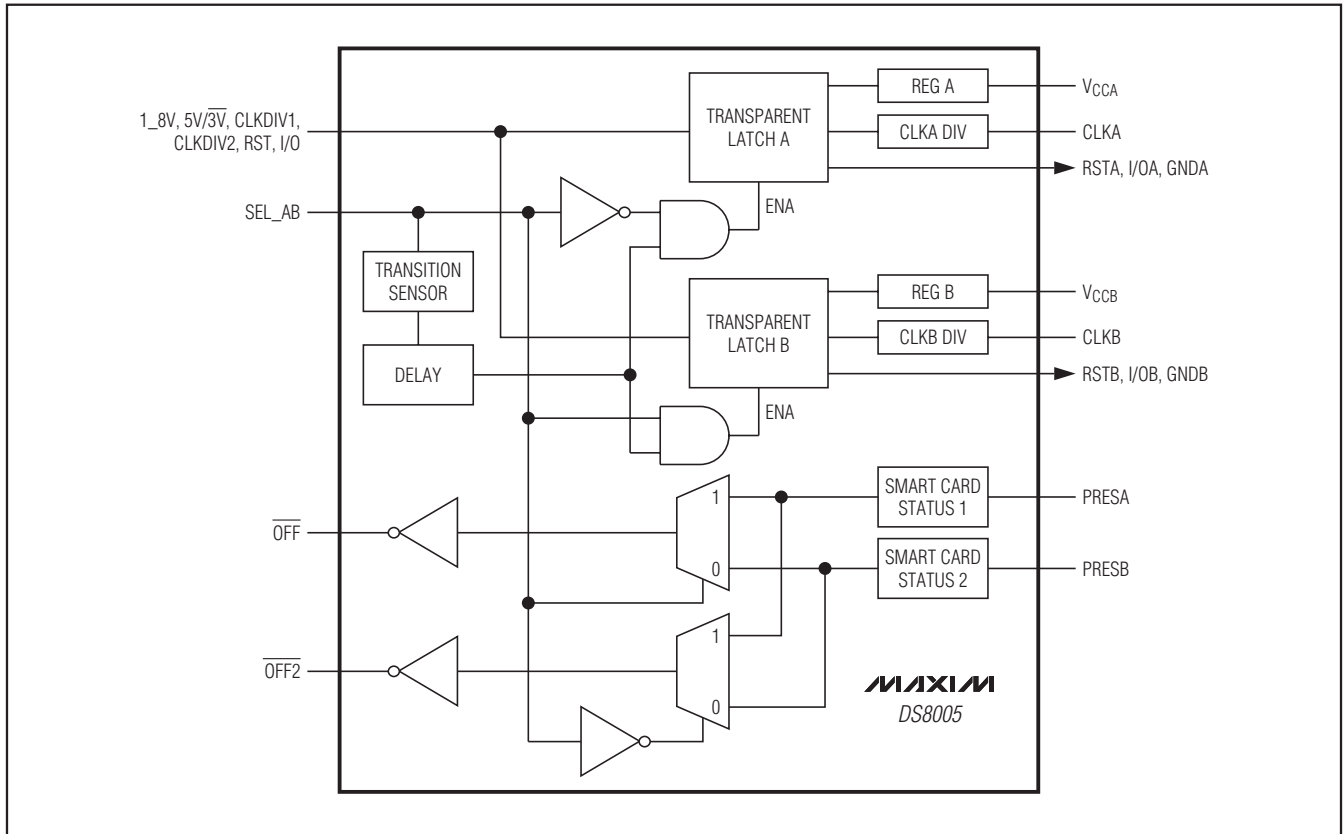 1_8V, 5V/3V, CLKDIV1,
CLKDIV2, RST, I/O
SEL_AB
TRANSITION
SENSOR
DELAY
TRANSPARENT
LATCH A
ENA
REG A
VCCA
CLKA DIV
CLKA
RSTA, I/OA, GNDA
TRANSPARENT
LATCH B
ENA
REG B
VCCB
CLKB DIV
CLKB
RSTB, I/OB, GNDB
OFF
1
0
SMART CARD
STATUS 1
PRESA
SMART CARD
STATUS 2
PRESB
OFF2
1
0
MAXIM
DS8005